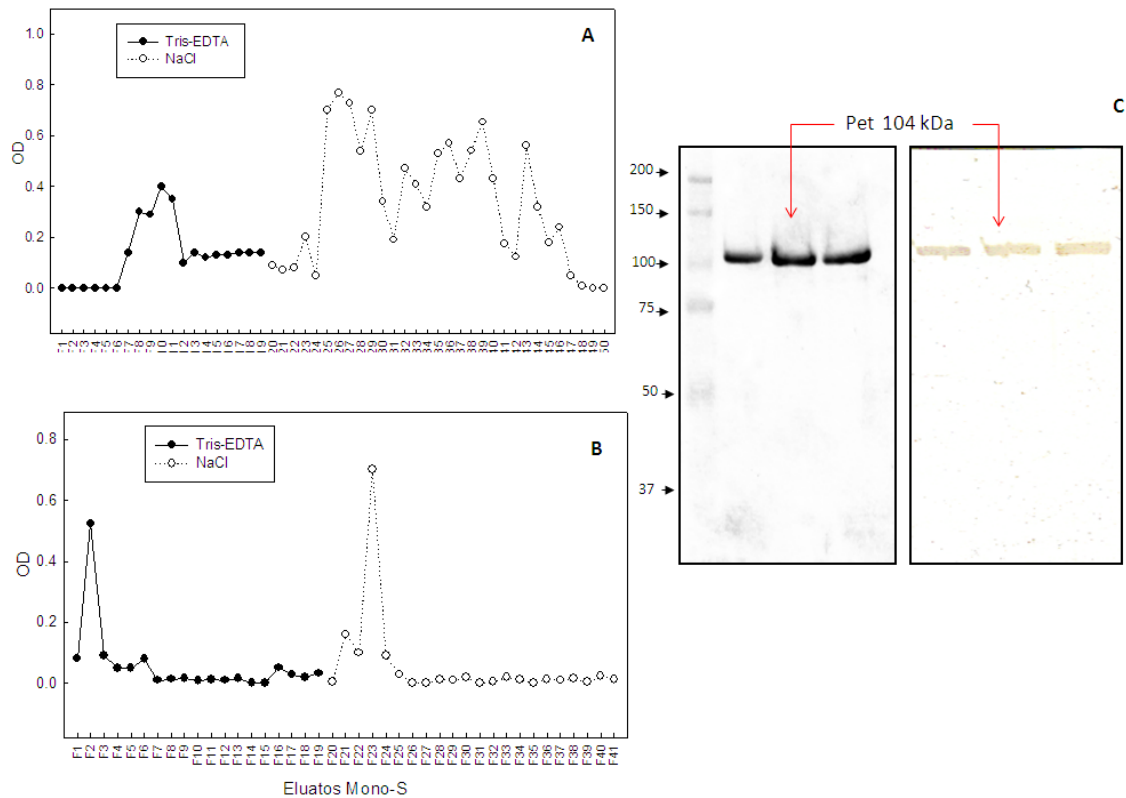 A
Tris-EDTA
NaCl
OD
1.0
0.8
0.6
0.4
0.2
0.0
B
Tris-EDTA
NaCl
OD
0.8
0.6
0.4
0.2
0.0
F1 F2 F3 F4 F5 F6 F7 F8 F9 F10 F11 F12 F13 F14 F15 F16 F17 F18 F19 F20 F21 F22 F23 F24 F25 F26 F27 F28 F29 F30 F31 F32 F33 F34 F35 F36 F37 F38 F39 F40 F41
Eluatos Mono-S
C
Pet 104 kDa
200
150
100
75
50
37